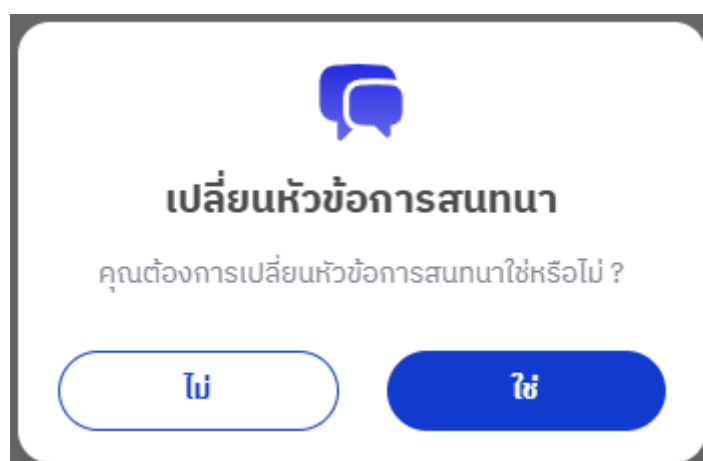 เปลี่ยนหัวข้อการสนทนา
คุณต้องการเปลี่ยนหัวข้อการสนทนาใช่หรือไม่ ?
ไม่
ใช่